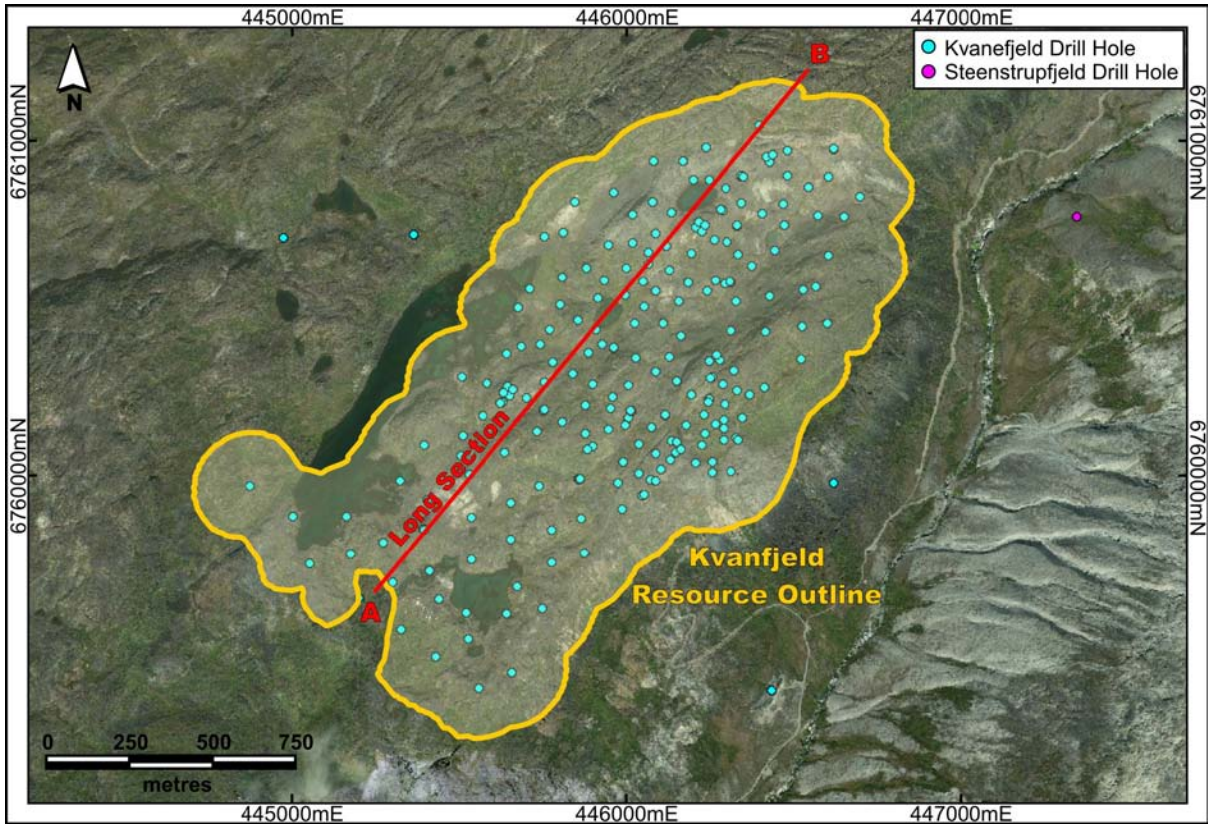 445000mE
446000mE
447000mE
N
B
Kvanefjeld Drill Hole
Steenstrupfjeld Drill Hole
6761000mN
6761000mN
Long Section
6760000mN
6760000mN
Kvanfjeld
Resource Outline
A
0 250 500 750
metres
445000mE
446000mE
447000mE